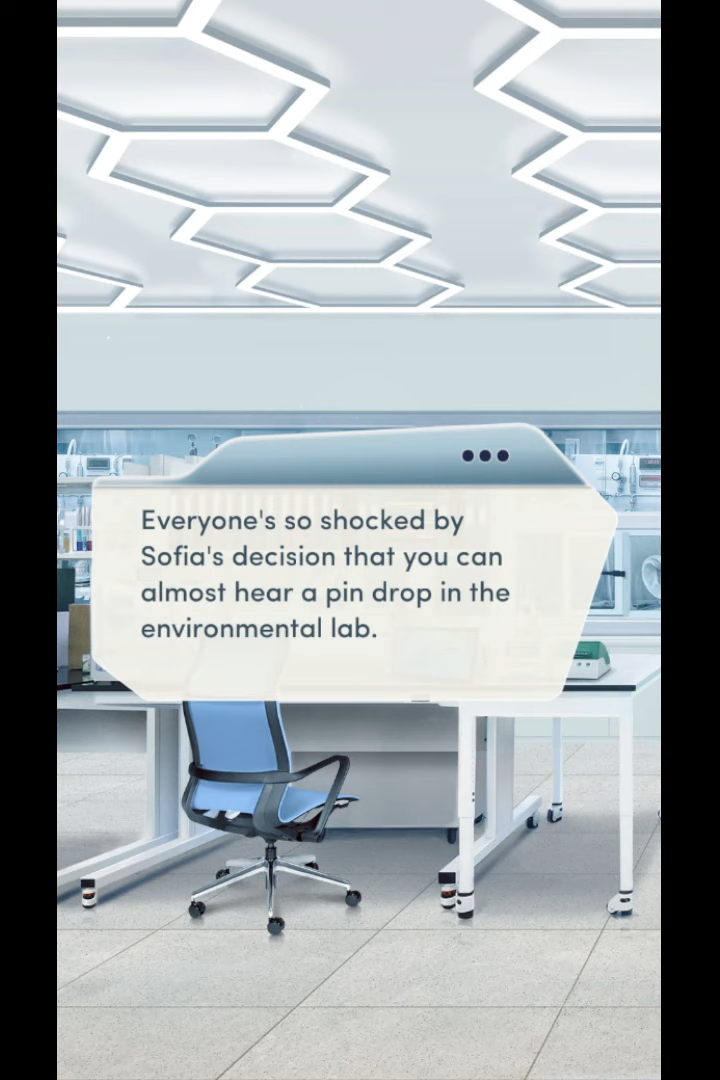 Everyone's so shocked by
Sofia's decision that you can
almost hear a pin drop in the
environmental lab.